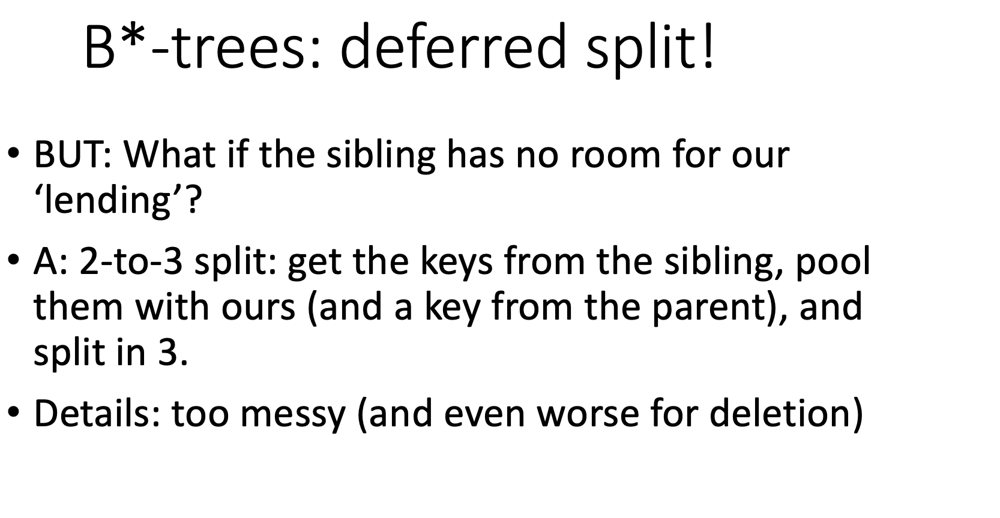 B*-trees: deferred split!
• BUT: What if the sibling has no room for our
‘lending’?
• A: 2-to-3 split: get the keys from the sibling, pool
them with ours (and a key from the parent), and
split in 3.
• Details: too messy (and even worse for deletion)